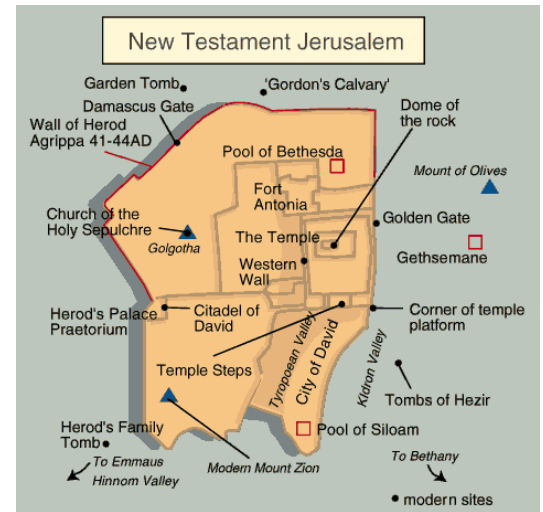 New Testament Jerusalem
Garden Tomb
'Gordon's Calvary'
Damascus Gate
Dome of
the rock
Wall of Herod
Agrippa 41-44AD
Pool of Bethesda
Mount of Olives
Fort
Antonia
Church of the
Holy Sepulchre
Golgotha
The Temple
Golden Gate
Gethsemane
Western
Wall
Herod's Palace
Praetorium
Citadel of
David
Corner of temple
platform
Tyropoean Valley
City of David
Kidron Valley
Temple Steps
Tombs of Hezir
Herod's Family
Tomb
Pool of Siloam
To Emmaus
Hinnom Valley
Modern Mount Zion
To Bethany
modern sites